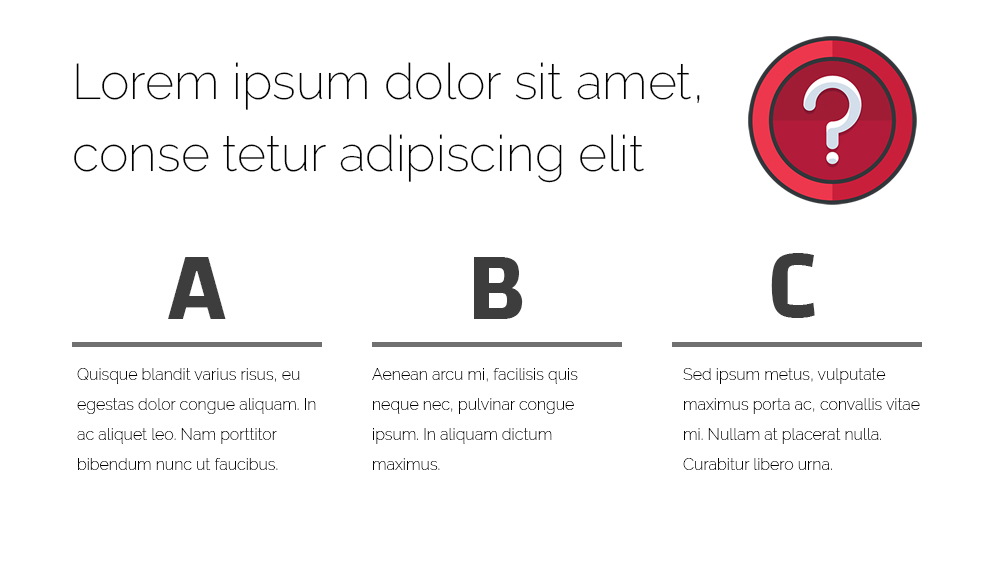 Lorem ipsum dolor sit amet,
conse tetur adipiscing elit
?
A
Quisque blandit varius risus, eu
egestas dolor congue aliquam. In
ac aliquet leo. Nam porttitor
bibendum nunc ut faucibus.
B
Aenean arcu mi, facilisis quis
neque nec, pulvinar congue
ipsum. In aliquam dictum
maximus.
C
Sed ipsum metus, vulputate
maximus porta ac, convallis vitae
mi. Nullam at placerat nulla.
Curabitur libero urna.